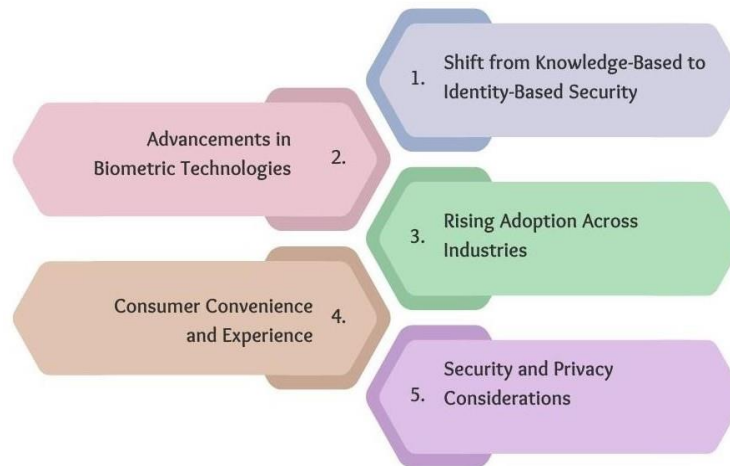 1. Shift from Knowledge-Based to
Identity-Based Security
Advancements in
Biometric Technologies 2.
3. Rising Adoption Across
Industries
Consumer Convenience
and Experience 4.
Security and Privacy
5. Considerations